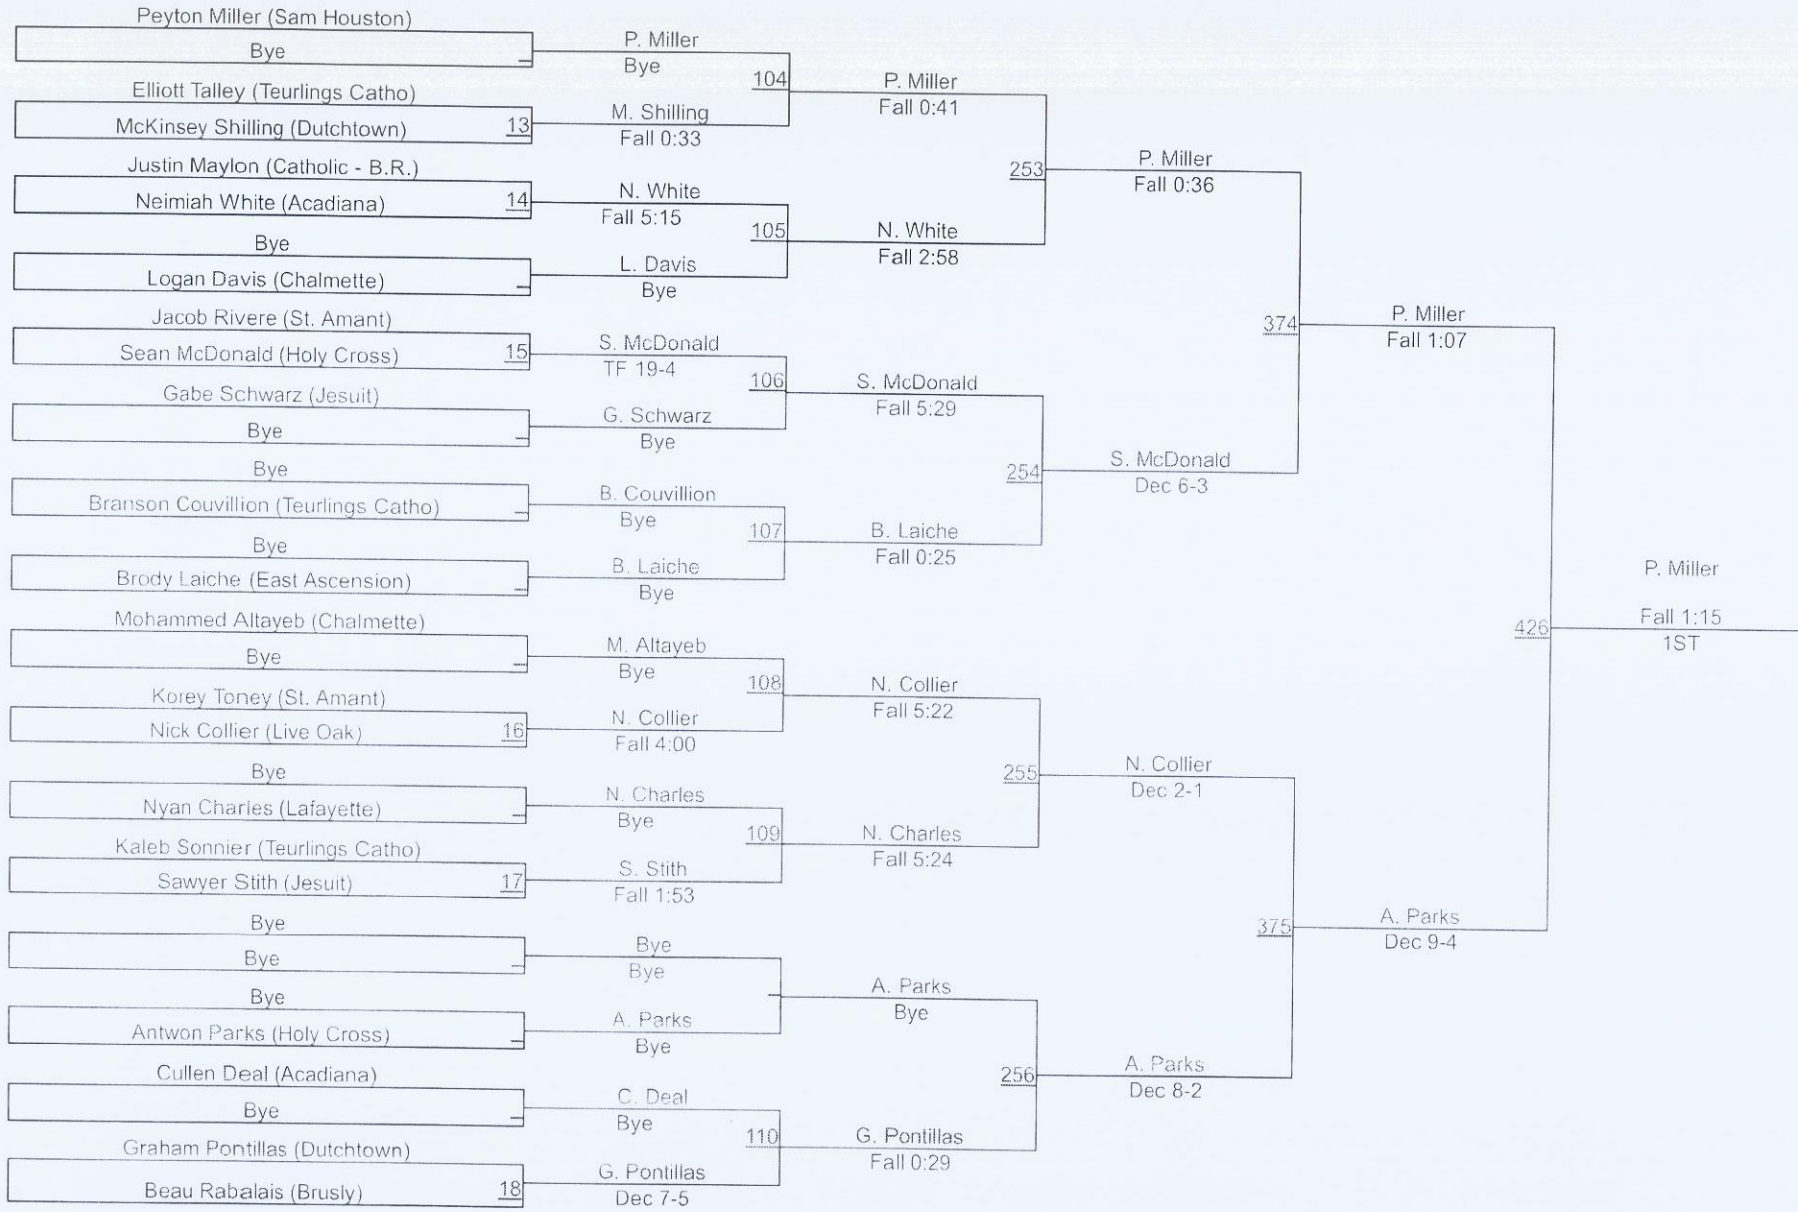 Peyton Miller (Sam Houston)
Bye
Elliott Talley (Teurlings Catho)
McKinsey Shilling (Dutchtown) 13
Justin Maylon (Catholic - B.R.)
Neimiah White (Acadiana) 14
Bye
Logan Davis (Chalmette)
Jacob Rivere (St. Amant)
Sean McDonald (Holy Cross) 15
Gabe Schwarz (Jesuit)
Bye
Bye
Branson Couvillion (Teurlings Catho)
Bye
Brody Laiche (East Ascension)
Mohammed Altayeb (Chalmette)
Bye
Korey Toney (St. Amant)
Nick Collier (Live Oak) 16
Bye
Nyan Charles (Lafayette)
Kaleb Sonnier (Teurlings Catho)
Sawyer Stith (Jesuit) 17
Bye
Bye
Bye
Antwon Parks (Holy Cross)
Cullen Deal (Acadiana)
Bye
Graham Pontillas (Dutchtown)
Beau Rabalais (Brusly) 18
P. Miller
Bye
104
M. Shilling
Fall 0:33
N. White
Fall 5:15
105
L. Davis
Bye
S. McDonald
TF 19-4
106
G. Schwarz
Bye
B. Couvillion
Bye
107
B. Laiche
Bye
M. Altayeb
Bye
108
N. Collier
Fall 4:00
N. Charles
Bye
109
S. Stith
Fall 1:53
Bye
Bye
A. Parks
Bye
C. Deal
Bye
110
G. Pontillas
Dec 7-5
P. Miller
Fall 0:41
253
N. White
Fall 2:58
S. McDonald
Fall 5:29
254
B. Laiche
Fall 0:25
N. Collier
Fall 5:22
255
N. Charles
Fall 5:24
A. Parks
Bye
256
G. Pontillas
Fall 0:29
P. Miller
Fall 0:36
374
S. McDonald
Dec 6-3
N. Collier
Dec 2-1
375
A. Parks
Dec 8-2
P. Miller
Fall 1:07
426
A. Parks
Dec 9-4
P. Miller
Fall 1:15
1ST